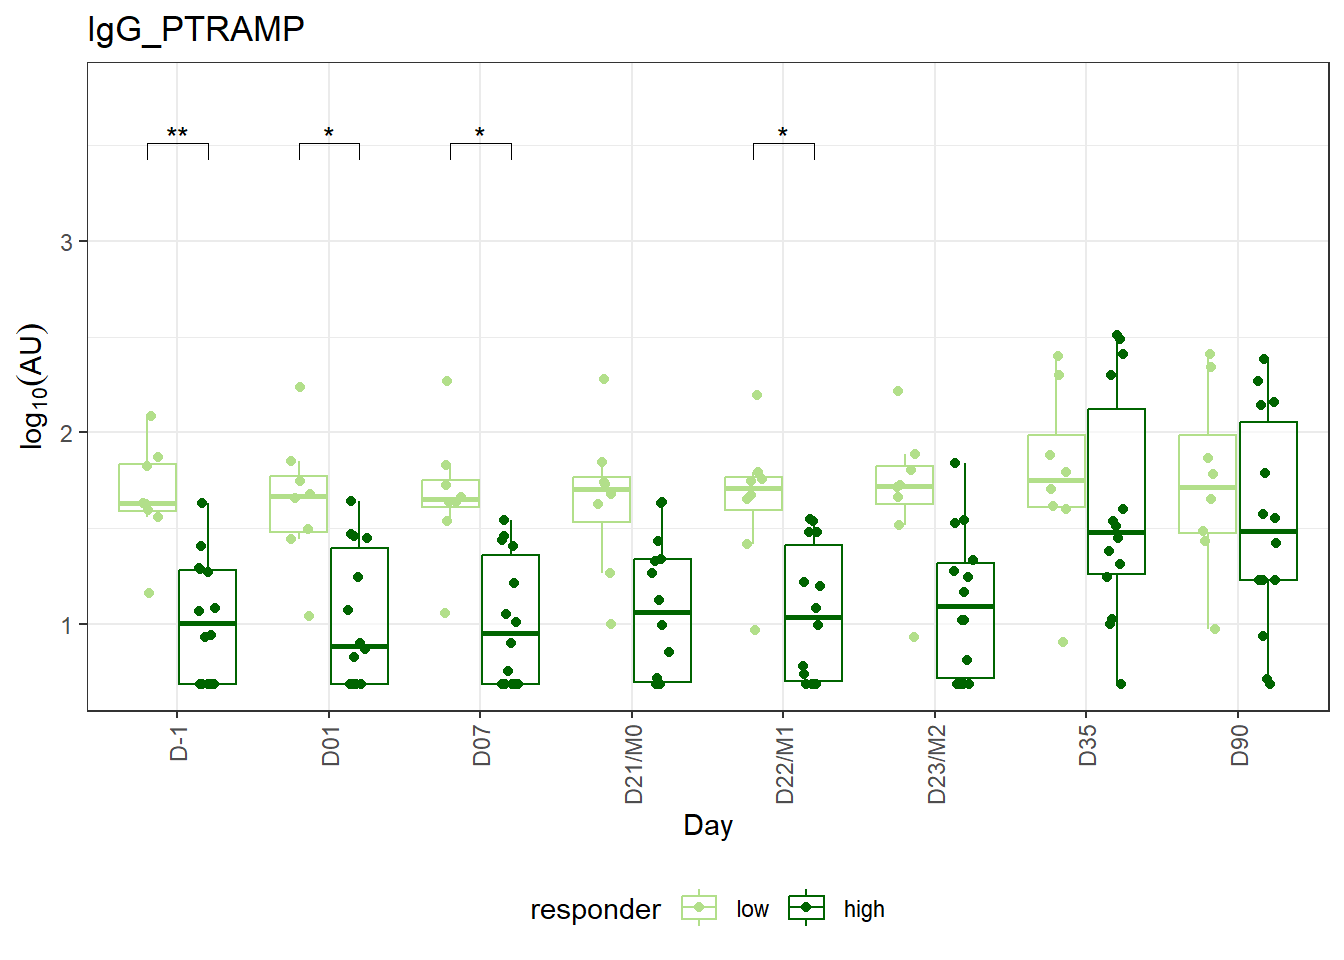 IgG_PTRAMP
** * * *
log10(AU)
3
2
1
D-1 D01 D07 D21/M0 D22/M1 D23/M2 D35 D90
Day
responder low high